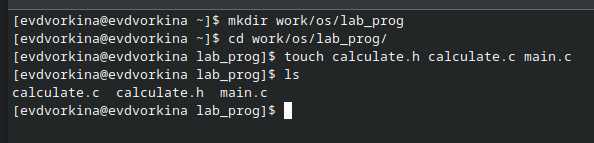 [evdvorkina@evdvorkina ~]$ mkdir work/os/lab_prog
[evdvorkina@evdvorkina ~]$ cd work/os/lab_prog/
[evdvorkina@evdvorkina lab_prog]$ touch calculate.h calculate.c main.c
[evdvorkina@evdvorkina lab_prog]$ ls
calculate.c  calculate.h  main.c
[evdvorkina@evdvorkina lab_prog]$